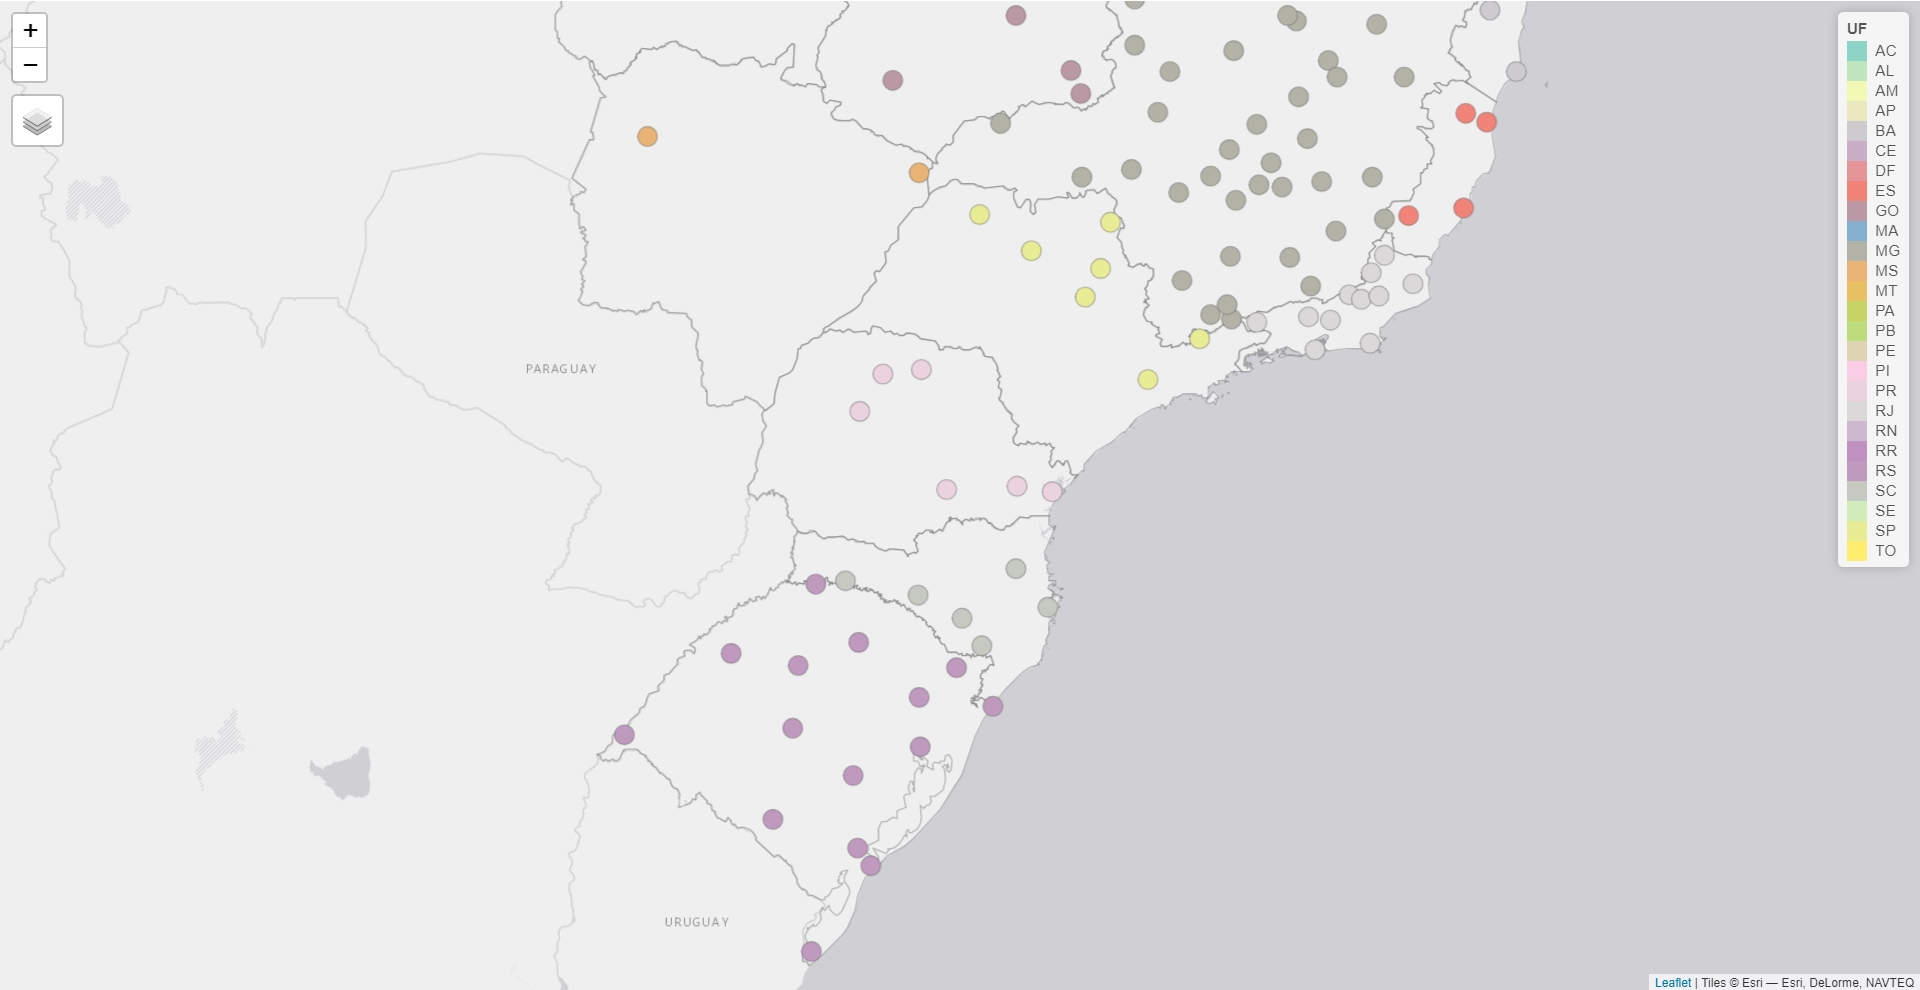 +
−
UF
AC
AL
AM
AP
BA
CE
DF
ES
GO
MA
MG
MS
MT
PA
PB
PE
PI
PR
RJ
RN
RR
RS
SC
SE
SP
TO
PARAGUAY
URUGUAY
Leaflet | Tiles © Esri — Esri, DeLorme, NAVTEQ